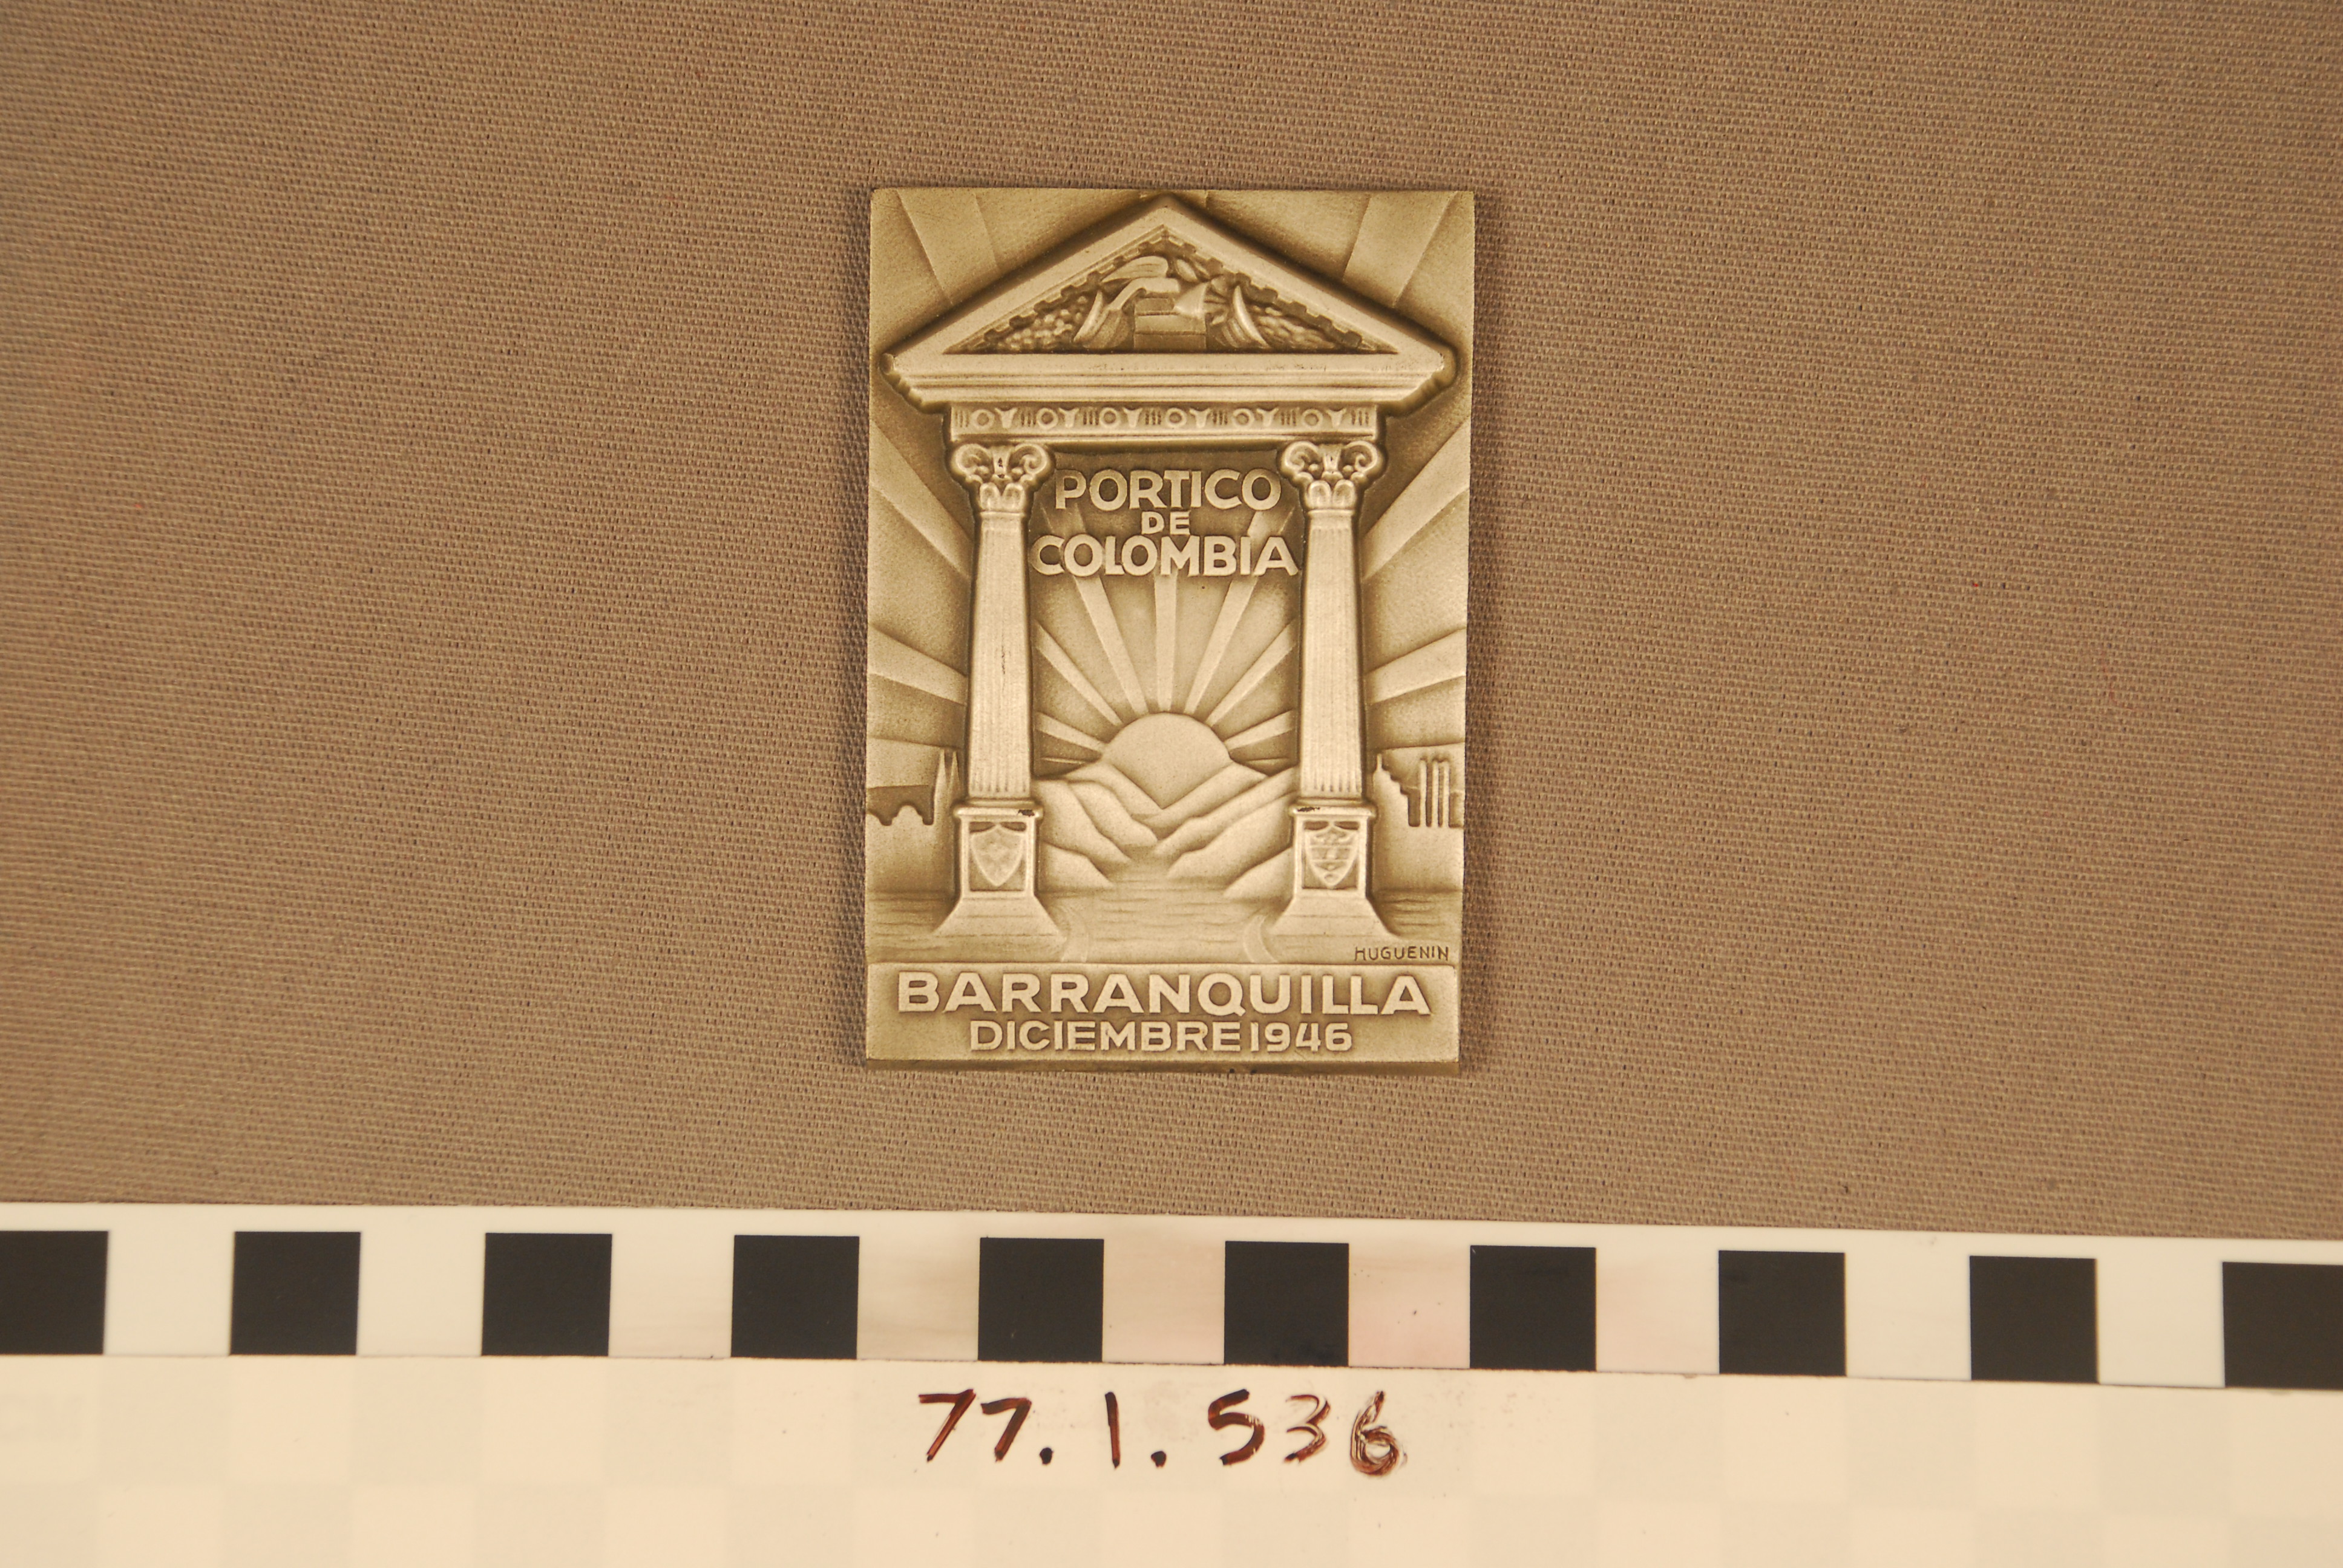 PORTICO
DE
COLOMBIA
HUGUENIN
BARRANQUILLA
DICIEMBRE 1946
77.1.536